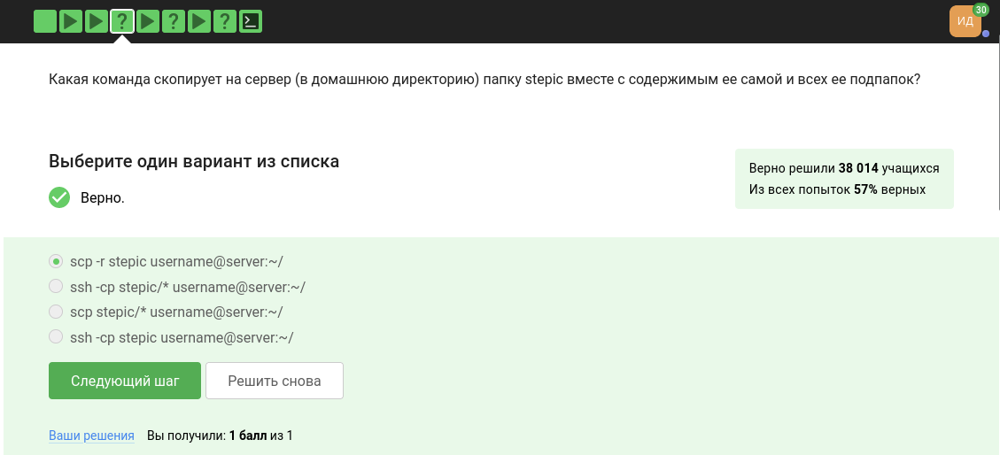 ? ? ?
ИД
30
Какая команда скопирует на сервер (в домашнюю директорию) папку stepic вместе с содержимым ее самой и всех ее подпапок?
Выберите один вариант из списка
Верно.
Верно решили 38 014 учащихся
Из всех попыток 57% верных
scp -r stepic username@server:~/
ssh -cp stepic/* username@server:~/
scp stepic/* username@server:~/
ssh -cp stepic username@server:~/
Следующий шаг
Решить снова
Ваши решения Вы получили: 1 балл из 1